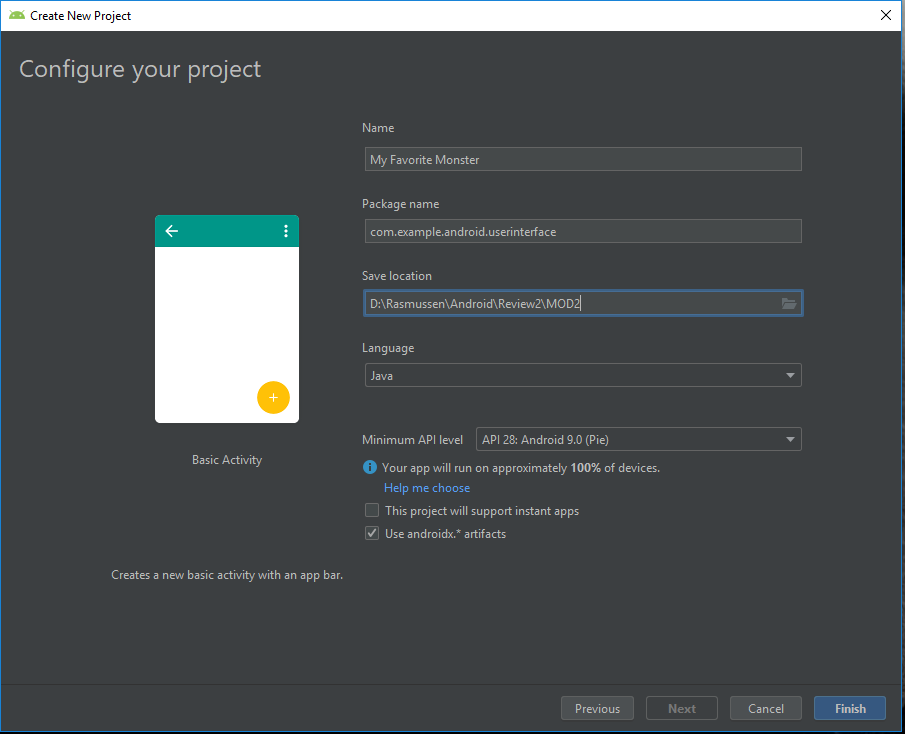 Create New Project
Configure your project
Name
My Favorite Monster
Package name
com.example.android.userinterface
Save location
D:\Rasmussen\Android\Review2\MOD2
Language
Java
Minimum API level
API 28: Android 9.0 (Pie)
Your app will run on approximately 100% of devices.
Help me choose
This project will support instant apps
Use androidx.* artifacts
Basic Activity
Creates a new basic activity with an app bar.
Previous
Next
Cancel
Finish